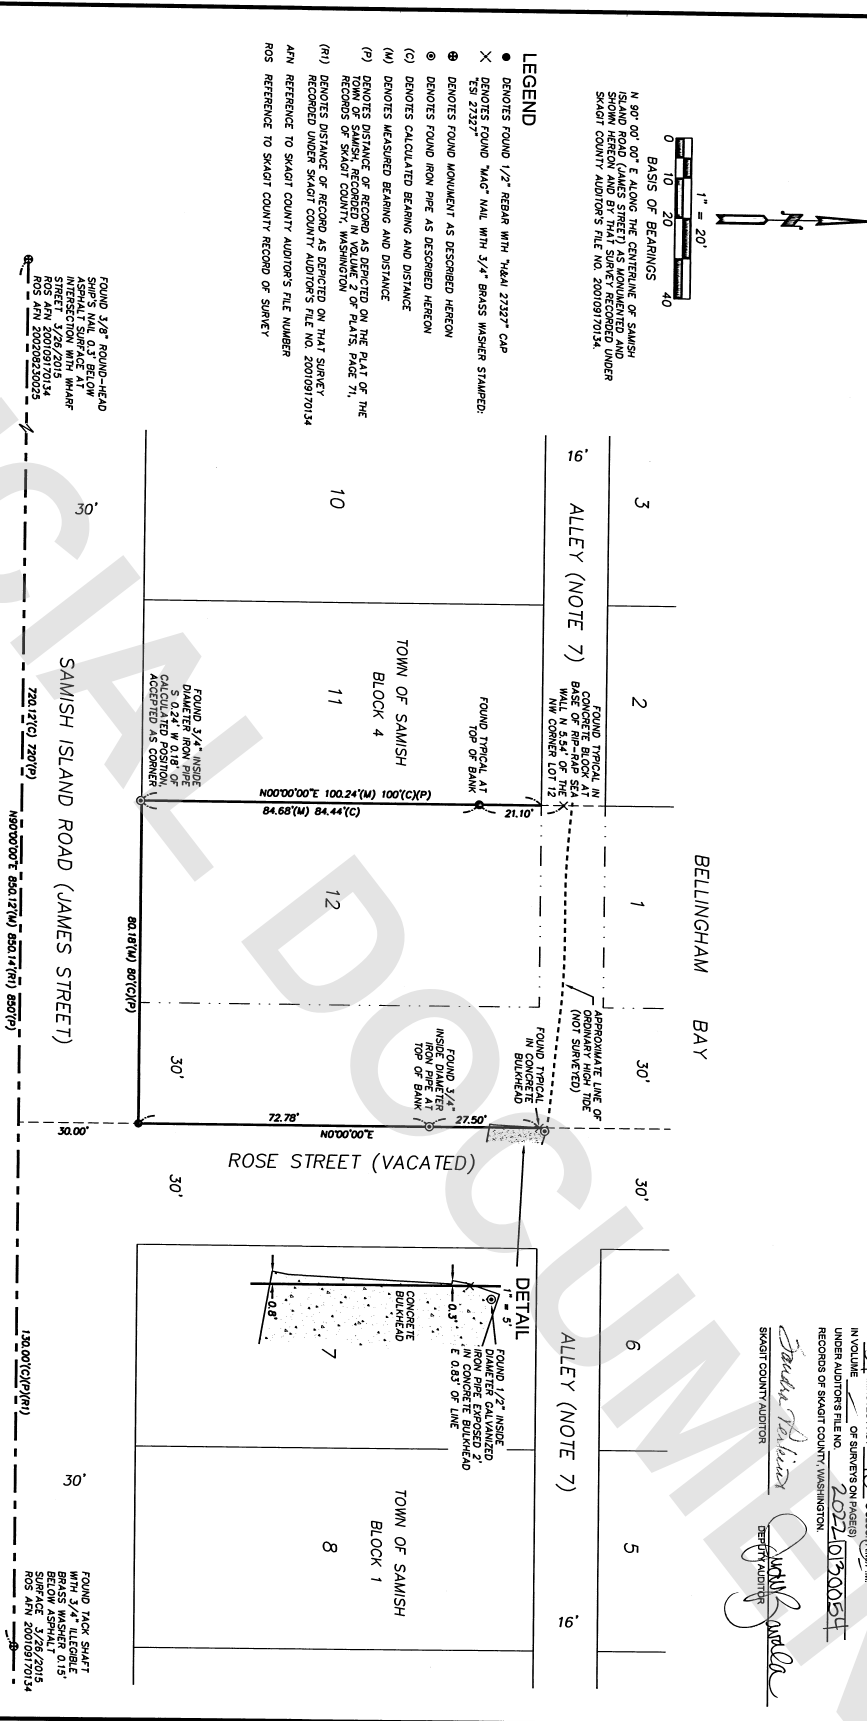 IN VOLUME OF SURVEYS ON PAGE(S)
UNDER AUDITOR'S FILE NO. 202210130054
RECORDS OF SKAGIT COUNTY, WASHINGTON.
SKAGIT COUNTY AUDITOR
DEPUTY AUDITOR
1" = 20'
0 10 20 40
BASIS OF BEARINGS
N 90° 00' 00" E ALONG THE CENTERLINE OF SAMISH
ISLAND ROAD (JAMES STREET) AS MONUMENTED AND
SHOWN HEREON AND BY THAT SURVEY RECORDED UNDER
SKAGIT COUNTY AUDITOR'S FILE NO. 200109170134.
LEGEND
DENOTES FOUND 1/2" REBAR WITH "H&AI 27327" CAP
DENOTES FOUND "MAG" NAIL WITH 3/4" BRASS WASHER STAMPED:
"ESI 27327"
DENOTES FOUND MONUMENT AS DESCRIBED HEREON
DENOTES FOUND IRON PIPE AS DESCRIBED HEREON
(C) DENOTES CALCULATED BEARING AND DISTANCE
(M) DENOTES MEASURED BEARING AND DISTANCE
(P) DENOTES DISTANCE OF RECORD AS DEPICTED ON THE PLAT OF THE
TOWN OF SAMISH, RECORDED IN VOLUME 2 OF PLATS, PAGE 71,
RECORDS OF SKAGIT COUNTY, WASHINGTON
(R1) DENOTES DISTANCE OF RECORD AS DEPICTED ON THAT SURVEY
RECORDED UNDER SKAGIT COUNTY AUDITOR'S FILE NO. 200109170134
AFN REFERENCE TO SKAGIT COUNTY AUDITOR'S FILE NUMBER
ROS REFERENCE TO SKAGIT COUNTY RECORD OF SURVEY
BELLINGHAM BAY
3
2
1
30'
30'
6
5
16'
ALLEY (NOTE 7)
FOUND TYPICAL IN
CONCRETE BLOCK AT
BASE OF RIP-RAP SEA
WALL N 5.54' OF THE
NW CORNER LOT 12
APPROXIMATE LINE OF
ORDINARY HIGH TIDE
(NOT SURVEYED)
FOUND TYPICAL
IN CONCRETE
BULKHEAD
ALLEY (NOTE 7)
16'
FOUND TYPICAL AT
TOP OF BANK
21.10'
FOUND 3/4"
INSIDE DIAMETER
IRON PIPE AT
TOP OF BANK
27.50'
DETAIL
1" = 5'
FOUND 1/2" INSIDE
DIAMETER GALVANIZED
IRON PIPE EXPOSED 2'
IN CONCRETE BULKHEAD
E 0.83' OF LINE
0.3'
CONCRETE
BULKHEAD
0.8'
10
TOWN OF SAMISH
BLOCK 4
11
N00°00'00"E 100.24'(M) 100'(C)(P)
84.68'(M) 84.44'(C)
12
72.78'
N0°00'00"E
ROSE STREET (VACATED)
7
TOWN OF SAMISH
BLOCK 1
8
30'
30'
FOUND 3/4" INSIDE
DIAMETER IRON PIPE
S 0.24' W 0.18' OF
CALCULATED POSITION,
ACCEPTED AS CORNER
80.18'(M) 80'(C)(P)
30'
SAMISH ISLAND ROAD (JAMES STREET)
30.00'
30'
FOUND 3/8" ROUND-HEAD
SHIP'S NAIL 0.3' BELOW
ASPHALT SURFACE AT
INTERSECTION WITH WHARF
STREET 3/26/2015
ROS AFN 200109170134
ROS AFN 200208230025
720.12'(C) 720'(P)
N90°00'00"E 850.12'(M) 850.14'(R1) 850'(P)
130.00'(C)(P)(R1)
FOUND TACK SHAFT
WITH 3/4" ILLEGIBLE
BRASS WASHER 0.15'
BELOW ASPHALT
SURFACE 3/26/2015
ROS AFN 200109170134
CIAL DOCUMEN